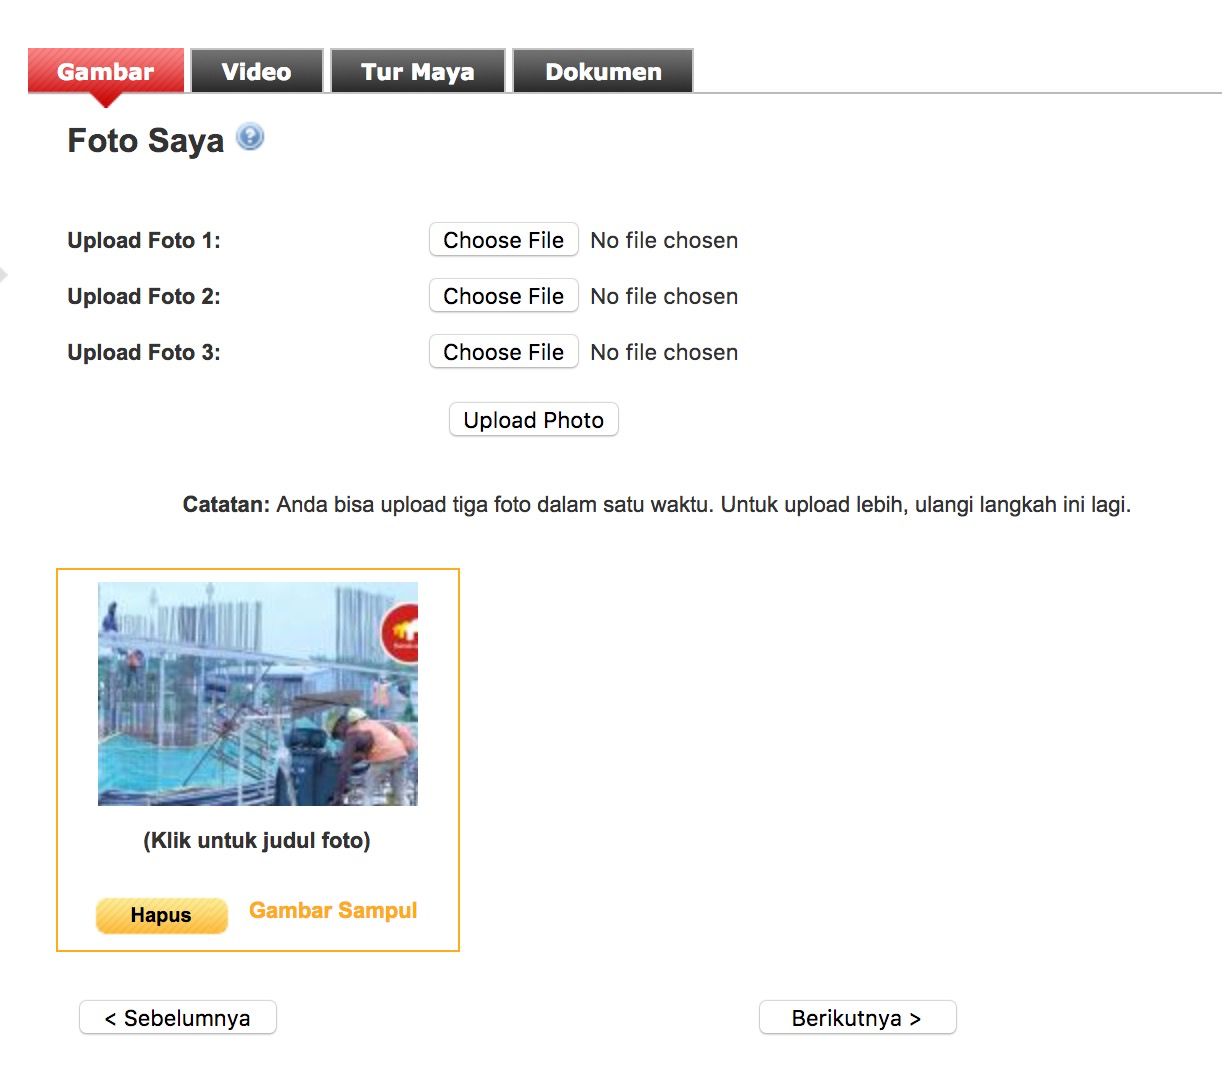 Gambar Video Tur Maya Dokumen
Foto Saya ?
Upload Foto 1: Choose File No file chosen
Upload Foto 2: Choose File No file chosen
Upload Foto 3: Choose File No file chosen
Upload Photo
Catatan: Anda bisa upload tiga foto dalam satu waktu. Untuk upload lebih, ulangi langkah ini lagi.
(Klik untuk judul foto)
Hapus Gambar Sampul
< Sebelumnya Berikutnya >